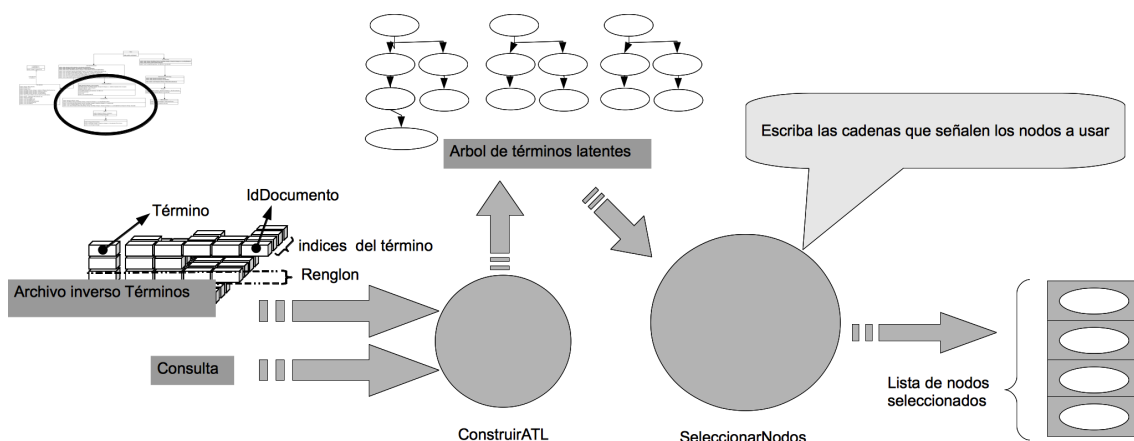 Escriba las cadenas que señalen los nodos a usar
Arbol de términos latentes
IdDocumento
Término
indices del término
Renglon
Archivo inverso Términos
Consulta
Lista de nodos
seleccionados
ConstruirATL
SeleccionarNodos